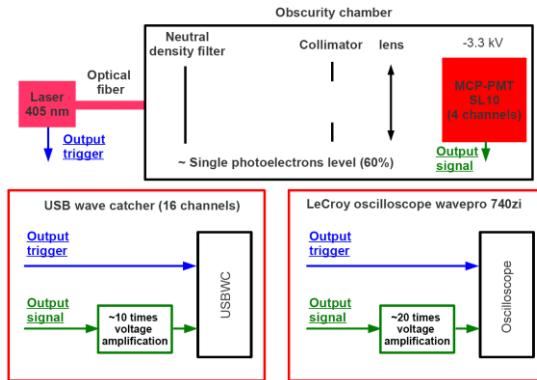 Obscurity chamber
Neutral
density filter
Collimator
lens
-3.3 kV
Optical
fiber
Laser
405 nm
MCP-PMT
SL10
(4 channels)
Output
trigger
~ Single photoelectrons level (60%)
Output
signal
USB wave catcher (16 channels)
Output
trigger
Output
signal
~10 times
voltage
amplification
USBWC
LeCroy oscilloscope wavepro 740zi
Output
trigger
Output
signal
~20 times
voltage
amplification
Oscilloscope